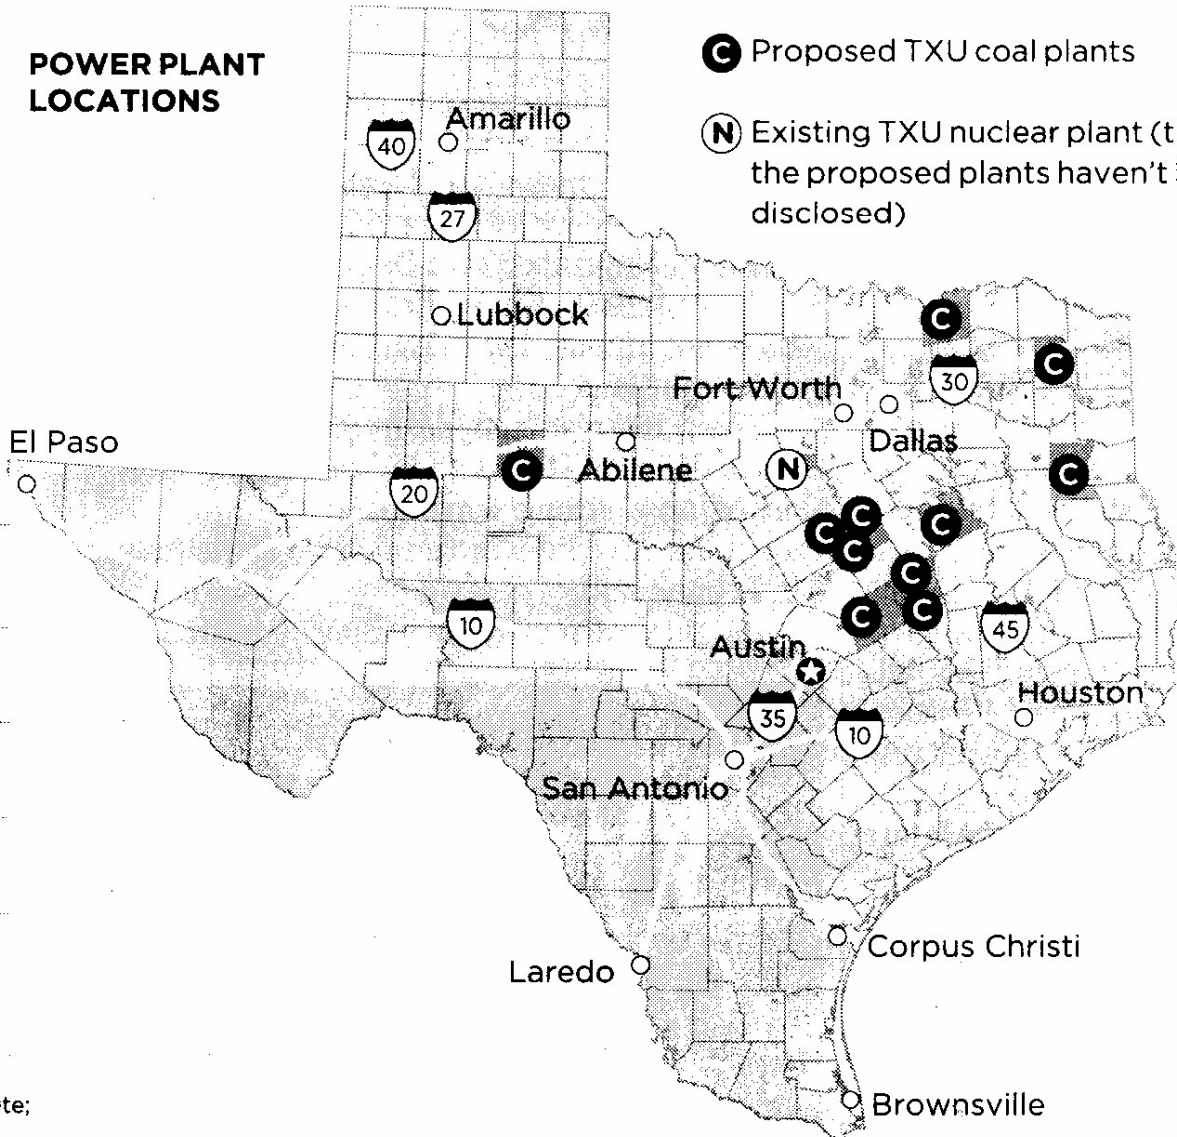 POWER PLANT
LOCATIONS
C Proposed TXU coal plants
N Existing TXU nuclear plant (t
the proposed plants haven't
disclosed)
Amarillo
40
27
Lubbock
C
C
30
Fort Worth
Dallas
El Paso
Abilene
C
N
C
20
C
C
C
C
C
C
C
10
45
Austin
Houston
35
10
San Antonio
Corpus Christi
Laredo
te;
Brownsville